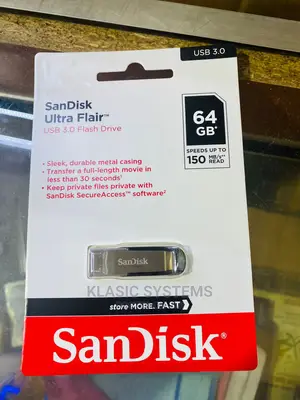 USB 3.0
SanDisk
Ultra Flair™
USB 3.0 Flash Drive
64
GB*
SPEEDS UP TO
150 MB/s**
READ
• Sleek, durable metal casing
• Transfer a full-length movie in
less than 30 seconds¹
• Keep private files private with
SanDisk SecureAccess™ software²
SanDisk
KLASIC SYSTEMS
store MORE. FAST
SanDisk